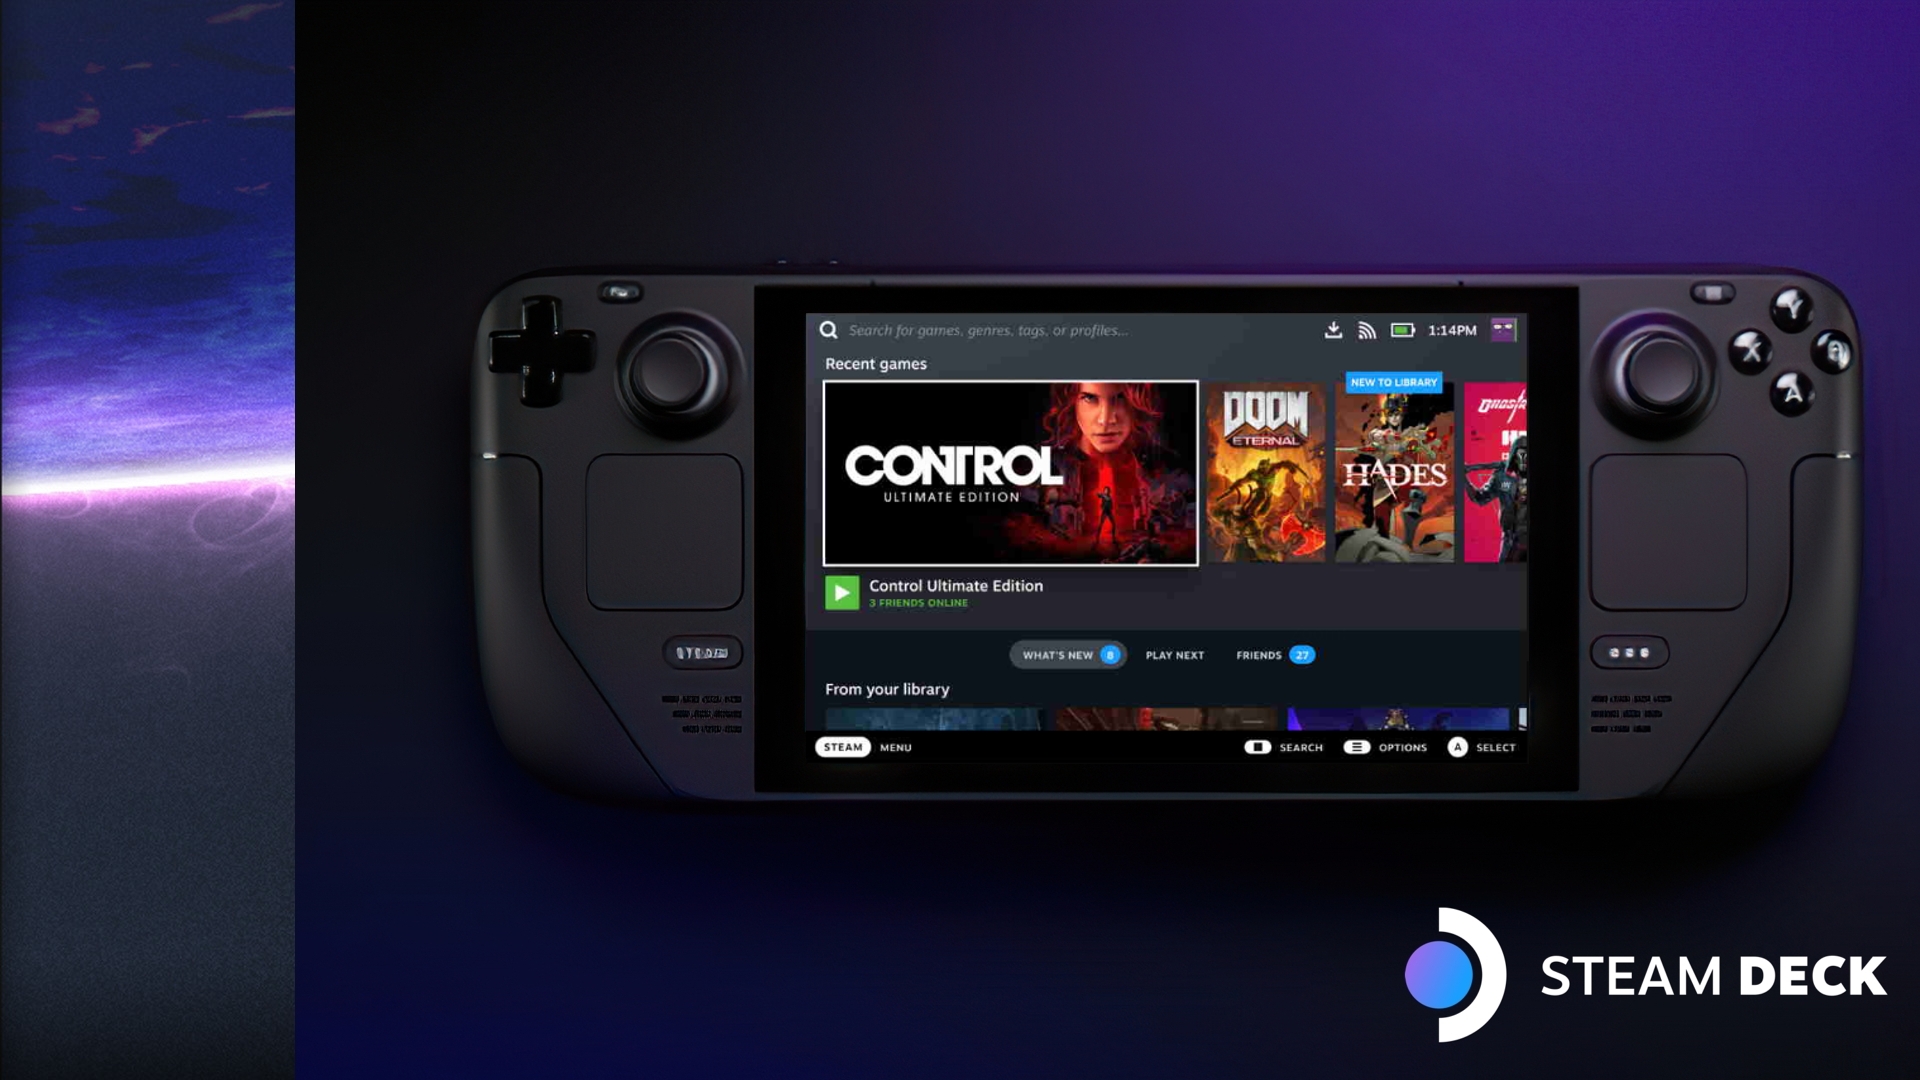 Search for games, genres, tags, or profiles...
1:14PM
Recent games
NEW TO LIBRARY
CONTROL
ULTIMATE EDITION
DOOM
ETERNAL
HADES
Control Ultimate Edition
3 FRIENDS ONLINE
WHAT'S NEW 8 PLAY NEXT FRIENDS 27
From your library
STEAM MENU SEARCH OPTIONS A SELECT
Y
X
A
STEAM DECK